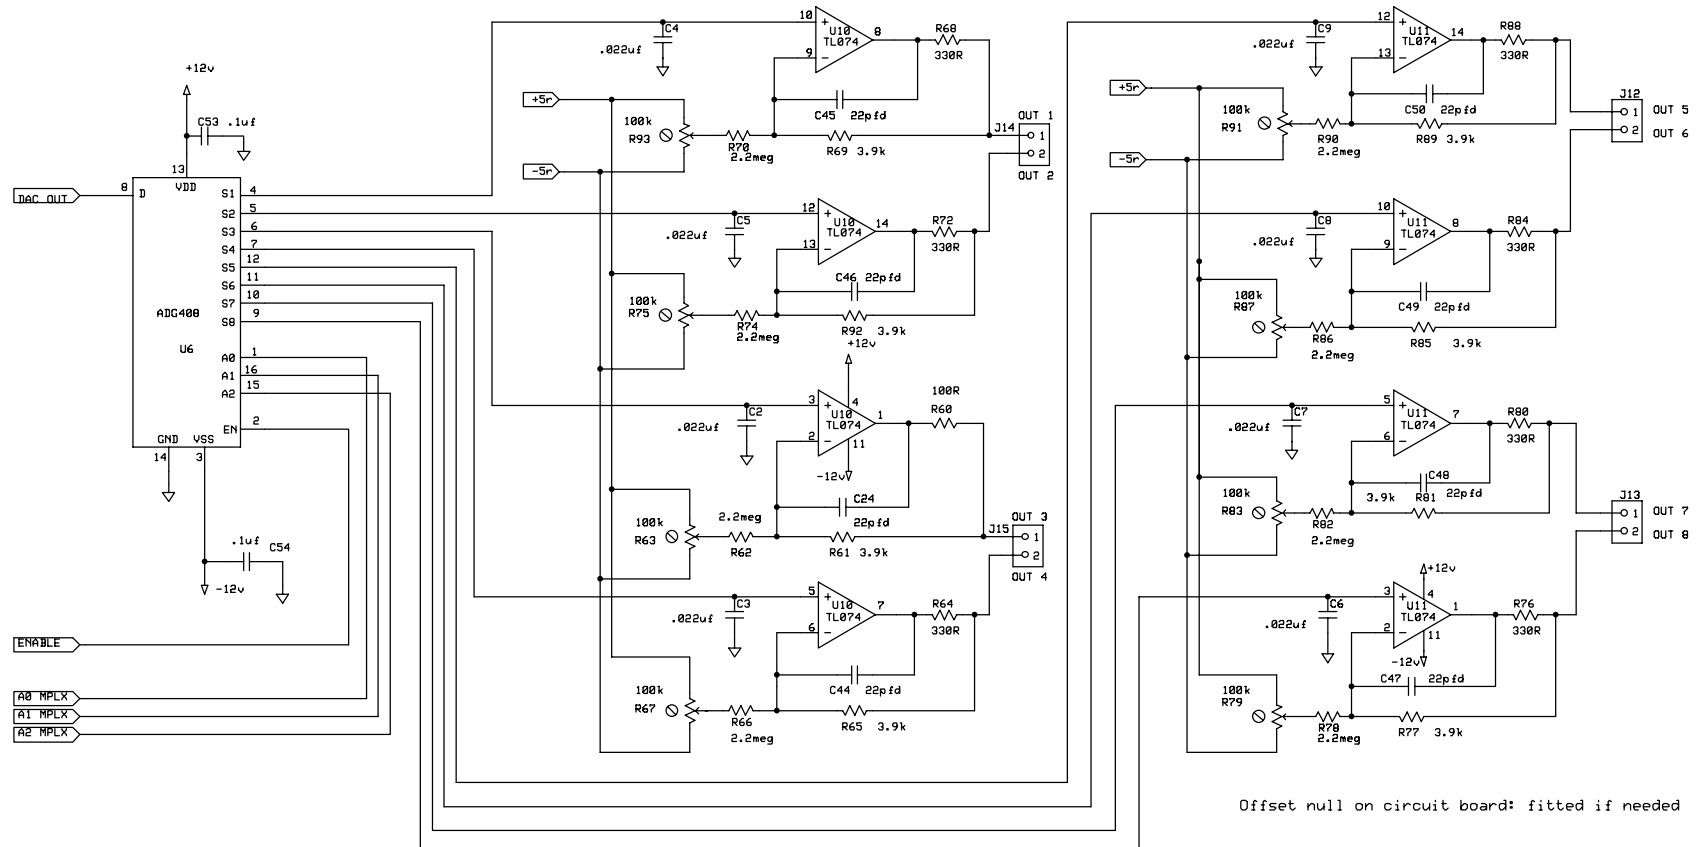 +12v
C53 .1uf
13
VDD
DAC OUT
8
D
S1
4
S2
5
S3
6
S4
7
S5
12
S6
11
S7
10
S8
9
ADG408
U6
A0
1
A1
16
A2
15
EN
2
GND
VSS
14
3
.1uf
C54
-12v
ENABLE
A0 MPLX
A1 MPLX
A2 MPLX
C4
.022uf
10
+
U10
TL074
8
9
-
R68
330R
+5r
C45
22pfd
100k
R93
R70
2.2meg
R69 3.9k
-5r
J14
OUT 1
1
2
OUT 2
C5
.022uf
12
+
U10
TL074
14
13
-
R72
330R
C46
22pfd
100k
R75
R74
2.2meg
R92
3.9k
+12v
C2
.022uf
3
+
4
U10
TL074
1
2
-
11
-12v
100R
R60
C24
22pfd
100k
R63
2.2meg
R62
R61 3.9k
J15
OUT 3
1
2
OUT 4
C3
.022uf
5
+
U10
TL074
7
6
-
R64
330R
C44
22pfd
100k
R67
R66
2.2meg
R65
3.9k
C9
.022uf
12
+
U11
TL074
14
13
-
R88
330R
+5r
C50
22pfd
100k
R91
R90
2.2meg
R89 3.9k
-5r
J12
1
OUT 5
2
OUT 6
C8
.022uf
10
+
U11
TL074
8
9
-
R84
330R
C49
22pfd
100k
R87
R86
2.2meg
R85
3.9k
C7
.022uf
5
+
U11
TL074
7
6
-
R80
330R
C48
22pfd
3.9k
R81
100k
R83
R82
2.2meg
J13
1
OUT 7
2
OUT 8
+12v
C6
.022uf
3
+
4
U11
TL074
1
2
-
11
-12v
R76
330R
C47
22pfd
100k
R79
R78
2.2meg
R77
3.9k
Offset null on circuit board: fitted if needed